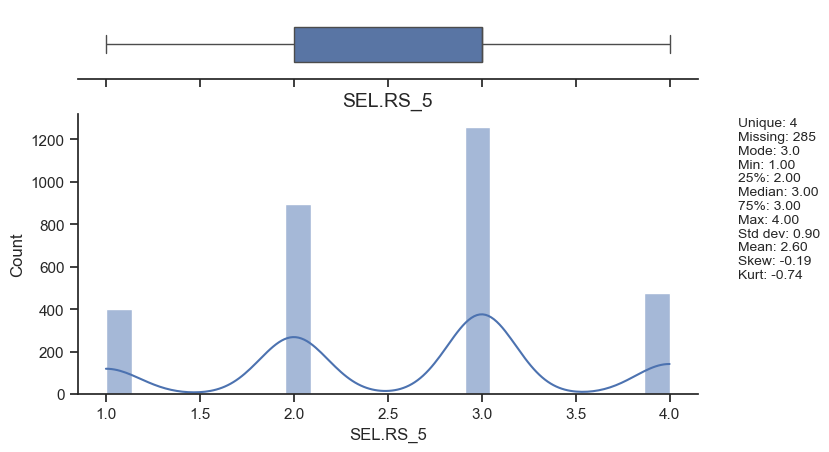 SEL.RS_5
Unique: 4
Missing: 285
Mode: 3.0
Min: 1.00
25%: 2.00
Median: 3.00
75%: 3.00
Max: 4.00
Std dev: 0.90
Mean: 2.60
Skew: -0.19
Kurt: -0.74
Count
1200
1000
800
600
400
200
0
1.0 1.5 2.0 2.5 3.0 3.5 4.0
SEL.RS_5